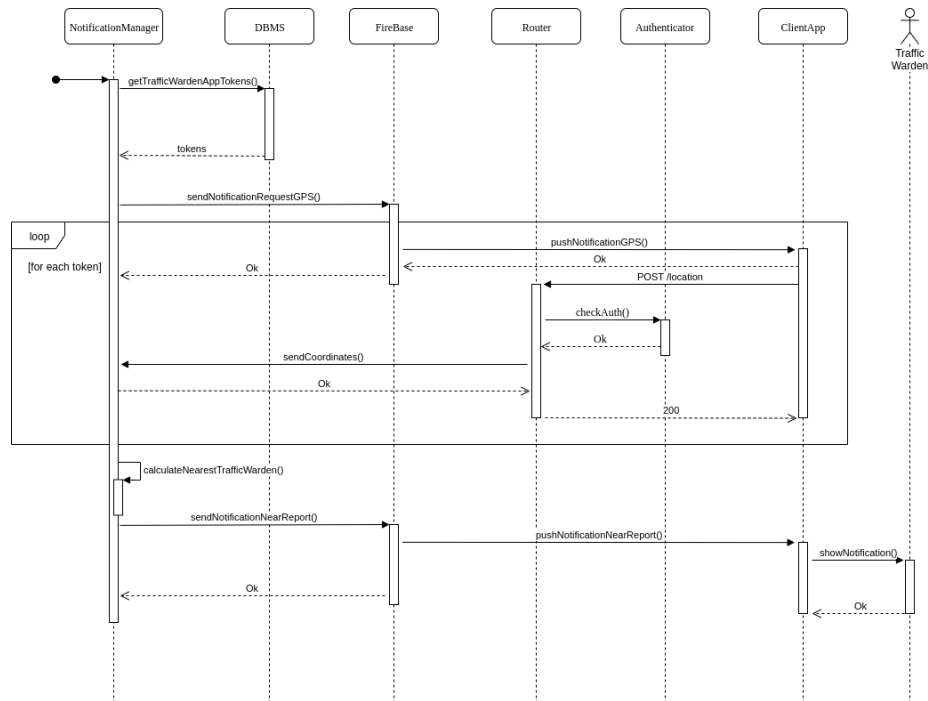 NotificationManager
DBMS
FireBase
Router
Authenticator
ClientApp
Traffic
Warden
getTrafficWardenAppTokens()
tokens
sendNotificationRequestGPS()
loop
[for each token]
pushNotificationGPS()
Ok
Ok
POST /location
checkAuth()
Ok
sendCoordinates()
Ok
200
calculateNearestTrafficWarden()
sendNotificationNearReport()
pushNotificationNearReport()
showNotification()
Ok
Ok